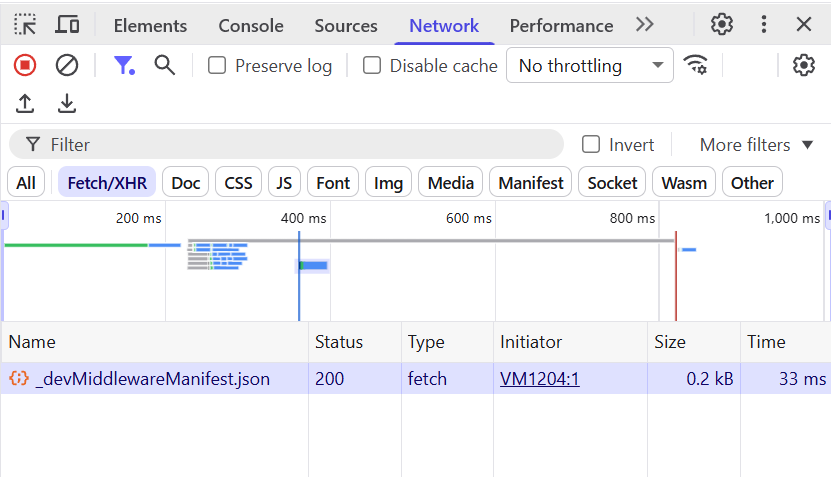 Elements Console Sources Network Performance
Preserve log Disable cache No throttling
Filter Invert More filters
All Fetch/XHR Doc CSS JS Font Img Media Manifest Socket Wasm Other
200 ms 400 ms 600 ms 800 ms 1,000 ms
Name Status Type Initiator Size Time
_devMiddlewareManifest.json 200 fetch VM1204:1 0.2 kB 33 ms